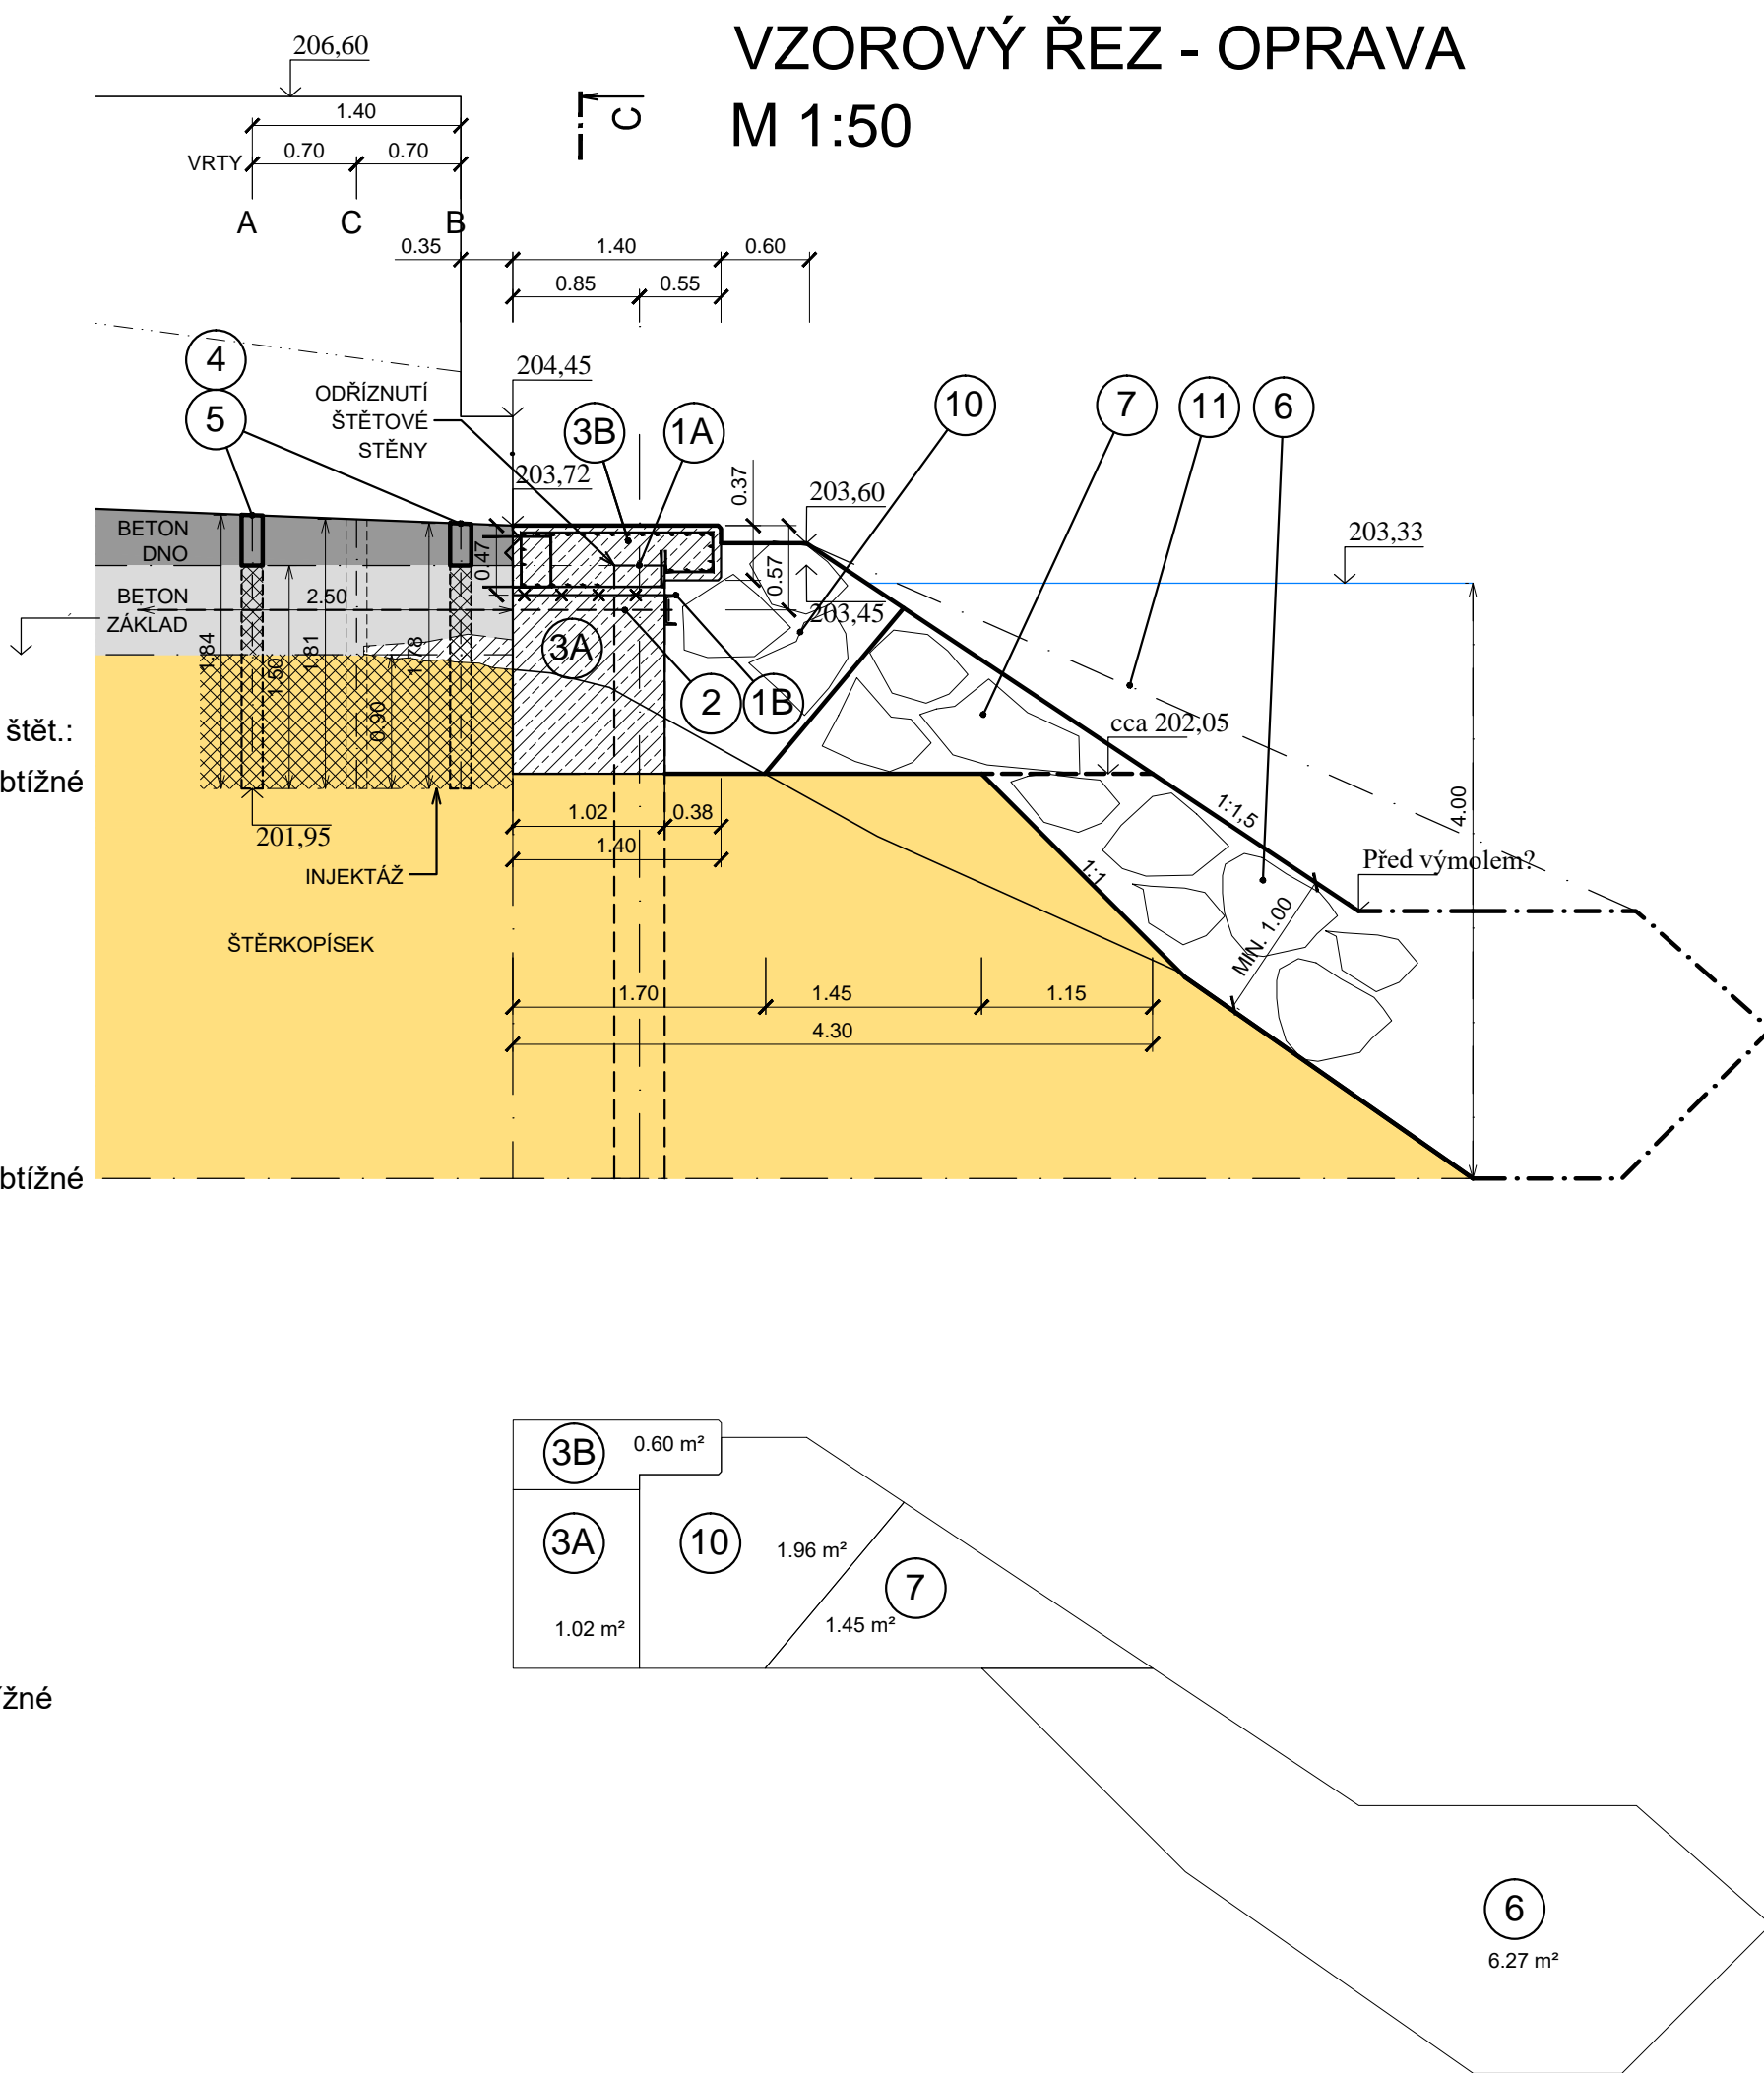 VZOROVÝ ŘEZ - OPRAVA
M 1:50
206,60
1.40
C
0.70
0.70
VRTY
A
C
B
0.35
1.40
0.60
0.85
0.55
4
5
204,45
ODŘÍZNUTÍ
ŠTĚTOVÉ
STĚNY
3B
1A
10
7
11
6
203,72
0.37
203,60
203,33
BETON
DNO
0.47
0.57
BETON
ZÁKLAD
2.50
203,45
1.84
1.50
1.81
1.78
0.90
3A
2
1B
štět.:
cca 202,05
btížné
1:1,5
4.00
201,95
1.02
0.38
1.40
INJEKTÁŽ
1:1
Před výmolem?
ŠTĚRKOPÍSEK
MIN. 1.00
1.70
1.45
1.15
4.30
btížné
3B
0.60 m²
3A
10
1.96 m²
7
1.02 m²
1.45 m²
ížné
6
6.27 m²